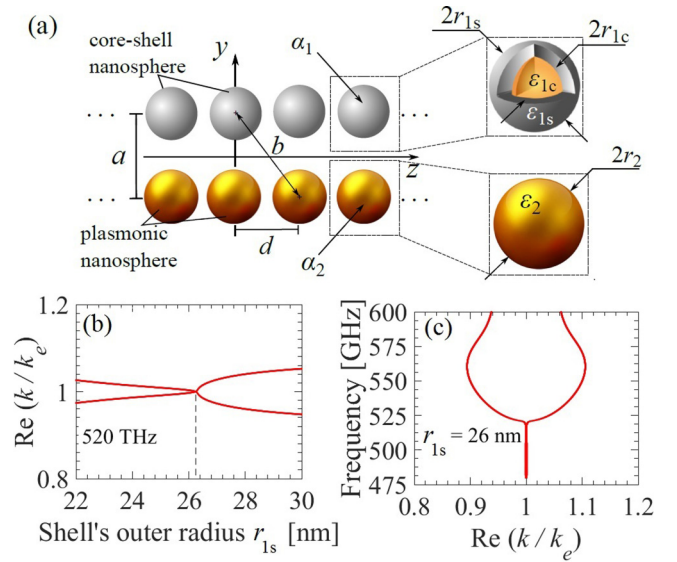 (a)
core-shell
nanosphere
y
α₁
2r₁ₛ
2r₁c
ε₁c
ε₁ₛ
· · ·
· · ·
a
b
z
2r₂
· · ·
· · ·
ε₂
plasmonic
nanosphere
d
α₂
(b)
1.2
1
0.8
Re (k / kₑ)
520 THz
22 24 26 28 30
Shell's outer radius r₁ₛ [nm]
(c)
600
575
550
525
500
475
Frequency [GHz]
r₁ₛ = 26 nm
0.8 0.9 1 1.1 1.2
Re (k / kₑ)